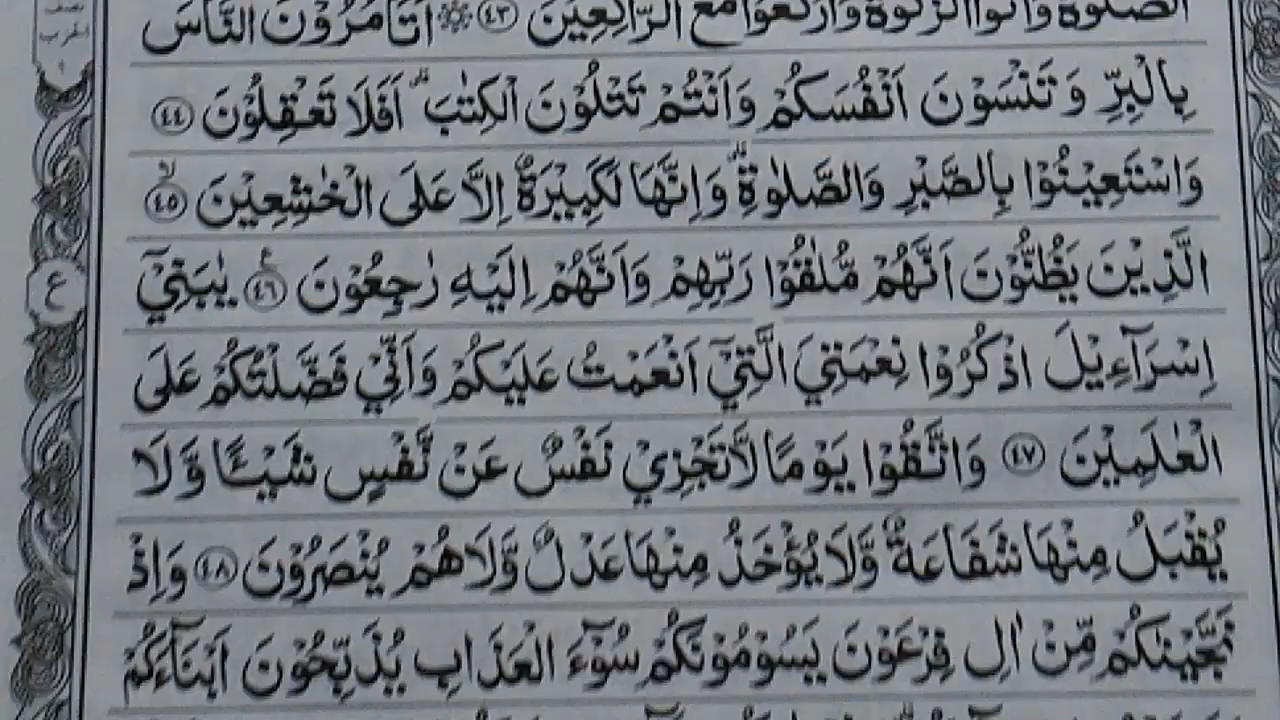 الصَّلٰوةَ وَاٰتُوا الزَّكٰوةَ وَارْكَعُوْا مَعَ الرّٰكِعِيْنَ ﴿٤٣﴾ اَتَاْمُرُوْنَ النَّاسَ
بِالْبِرِّ وَتَنْسَوْنَ اَنْفُسَكُمْ وَاَنْتُمْ تَتْلُوْنَ الْكِتٰبَ ؕ اَفَلَا تَعْقِلُوْنَ ﴿٤٤﴾
وَاسْتَعِيْنُوْا بِالصَّبْرِ وَالصَّلٰوةِ ؕ وَاِنَّهَا لَكَبِيْرَةٌ اِلَّا عَلَى الْخٰشِعِيْنَ ﴿٤٥﴾
الَّذِيْنَ يَظُنُّوْنَ اَنَّهُمْ مُّلٰقُوْا رَبِّهِمْ وَاَنَّهُمْ اِلَيْهِ رٰجِعُوْنَ ﴿٤٦﴾ يٰبَنِيْٓ
ع
اِسْرَآءِيْلَ اذْكُرُوْا نِعْمَتِيَ الَّتِيْٓ اَنْعَمْتُ عَلَيْكُمْ وَاَنِّيْ فَضَّلْتُكُمْ عَلَى
الْعٰلَمِيْنَ ﴿٤٧﴾ وَاتَّقُوْا يَوْمًا لَّا تَجْزِيْ نَفْسٌ عَنْ نَّفْسٍ شَيْـًٔا وَّلَا
يُقْبَلُ مِنْهَا شَفَاعَةٌ وَّلَا يُؤْخَذُ مِنْهَا عَدْلٌ وَّلَا هُمْ يُنْصَرُوْنَ ﴿٤٨﴾ وَاِذْ
نَجَّيْنٰكُمْ مِّنْ اٰلِ فِرْعَوْنَ يَسُوْمُوْنَكُمْ سُوْٓءَ الْعَذَابِ يُذَبِّحُوْنَ اَبْنَآءَكُمْ